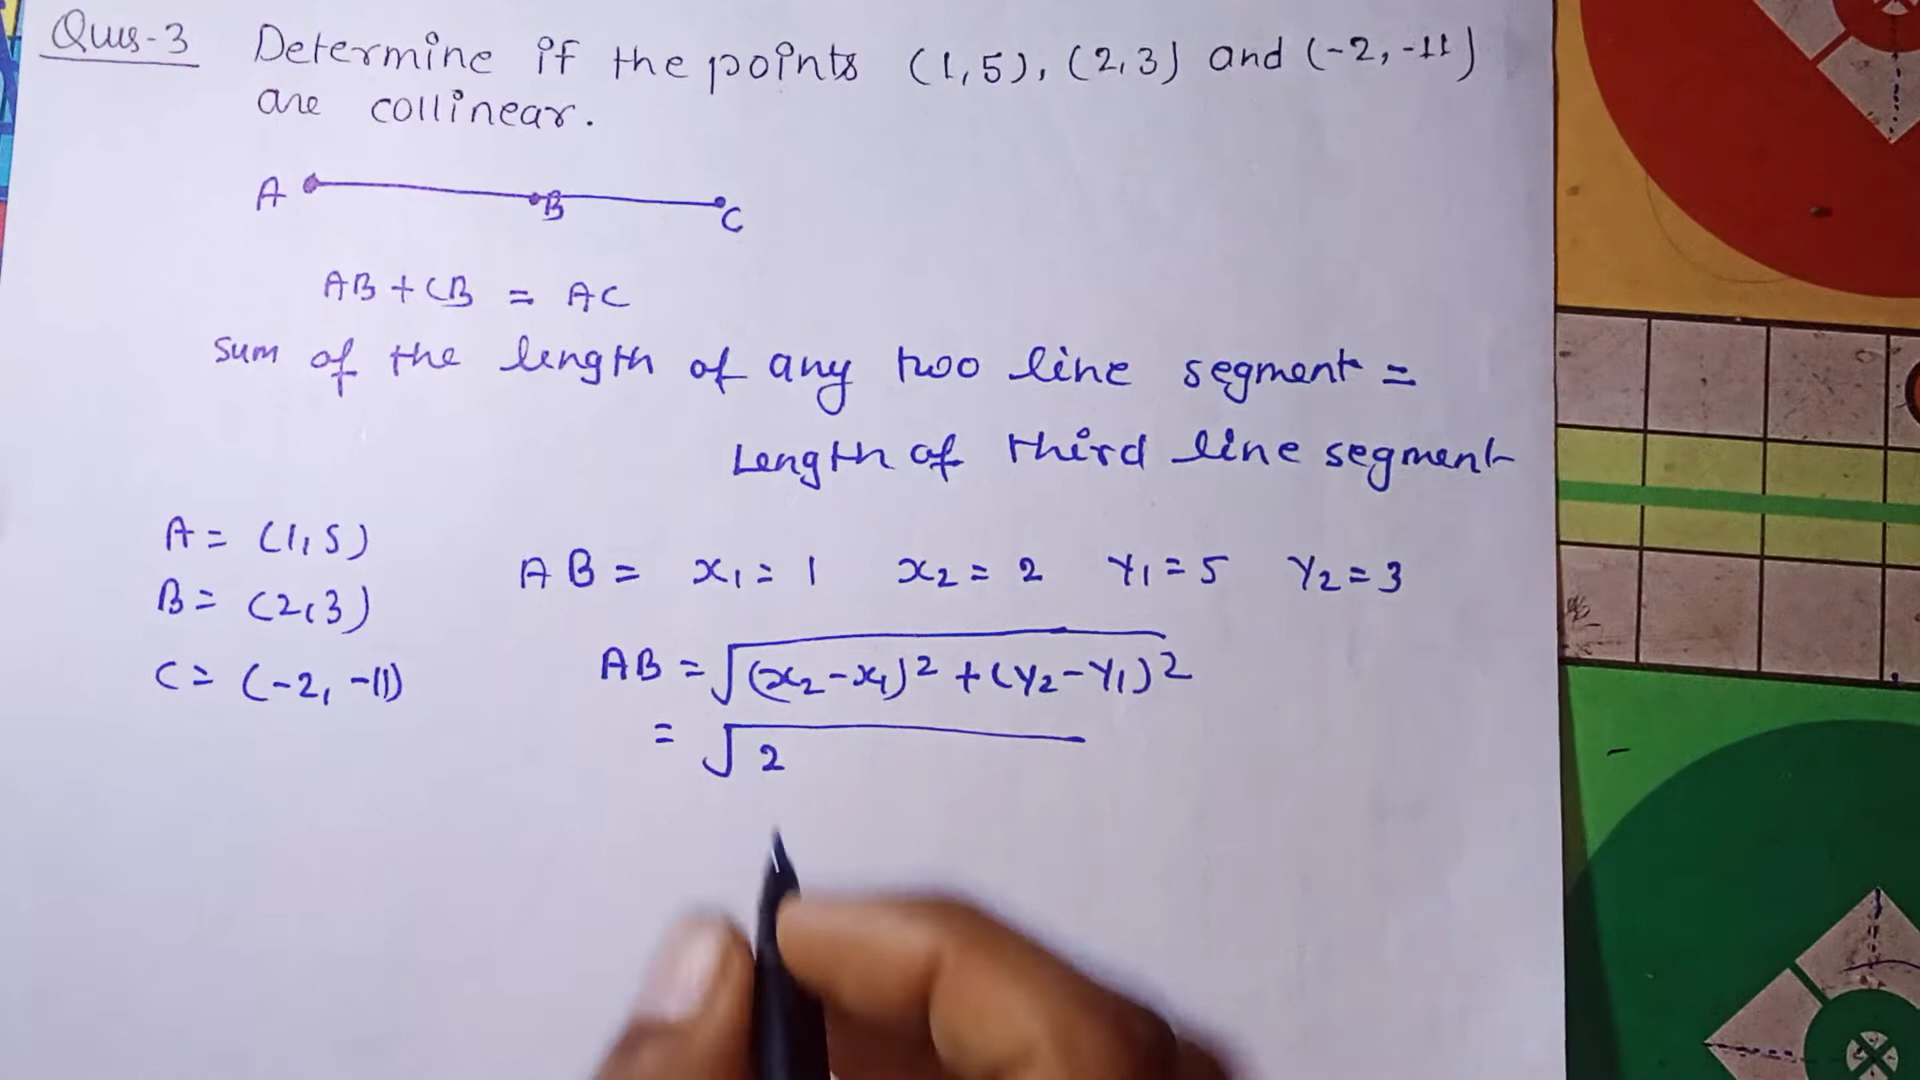 Ques-3 Determine if the points (1,5), (2,3) and (-2,-11)
are collinear.
A B C
AB + CB = AC
Sum of the length of any two line segment =
Length of third line segment
A = (1,5)
B = (2,3)
C = (-2, -11)
AB = x₁ = 1 x₂ = 2 Y₁ = 5 Y₂ = 3
AB = √(x₂-x₁)² + (Y₂-Y₁)²
= √2